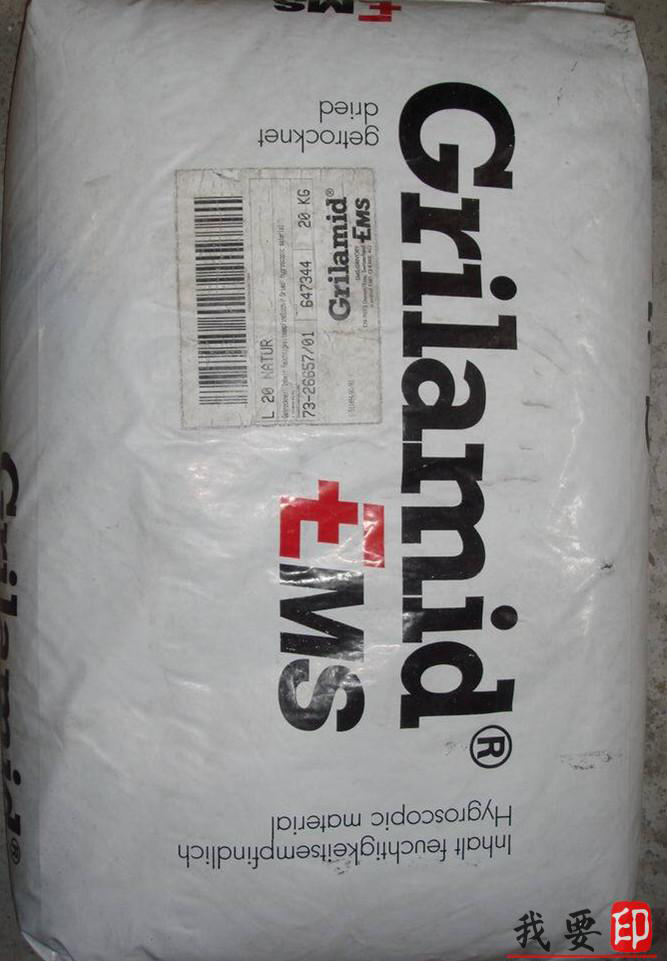 EMS
Grilamid®
EMS
getrocknet
dried
L 20 NATUR
73-26657/01 647344 20 KG
Grilamid®
EMS
Inhalt feuchtigkeitsempfindlich
Hygroscopic material
Grilamid®
我要印